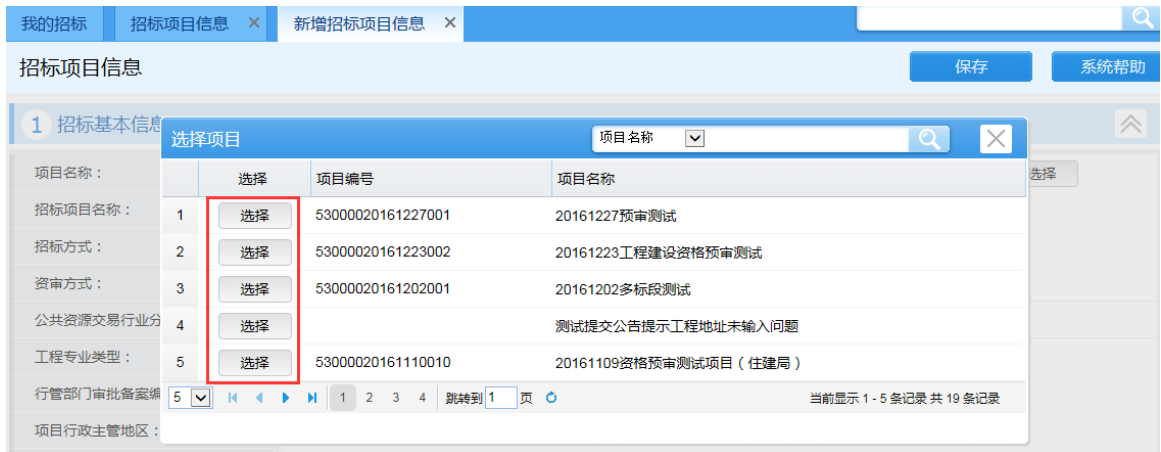 我的招标 招标项目信息 × 新增招标项目信息 ×
招标项目信息 保存 系统帮助
1 招标基本信息
选择项目 项目名称
项目名称： 选择
选择 项目编号 项目名称
招标项目名称：
1 选择 53000020161227001 20161227预审测试
招标方式：
2 选择 53000020161223002 20161223工程建设资格预审测试
资审方式：
3 选择 53000020161202001 20161202多标段测试
公共资源交易行业分
4 选择 测试提交公告提示工程地址未输入问题
工程专业类型：
5 选择 53000020161110010 20161109资格预审测试项目（住建局）
行管部门审批备案编
5 1 2 3 4 跳转到 1 页 当前显示 1 - 5 条记录 共 19 条记录
项目行政主管地区：